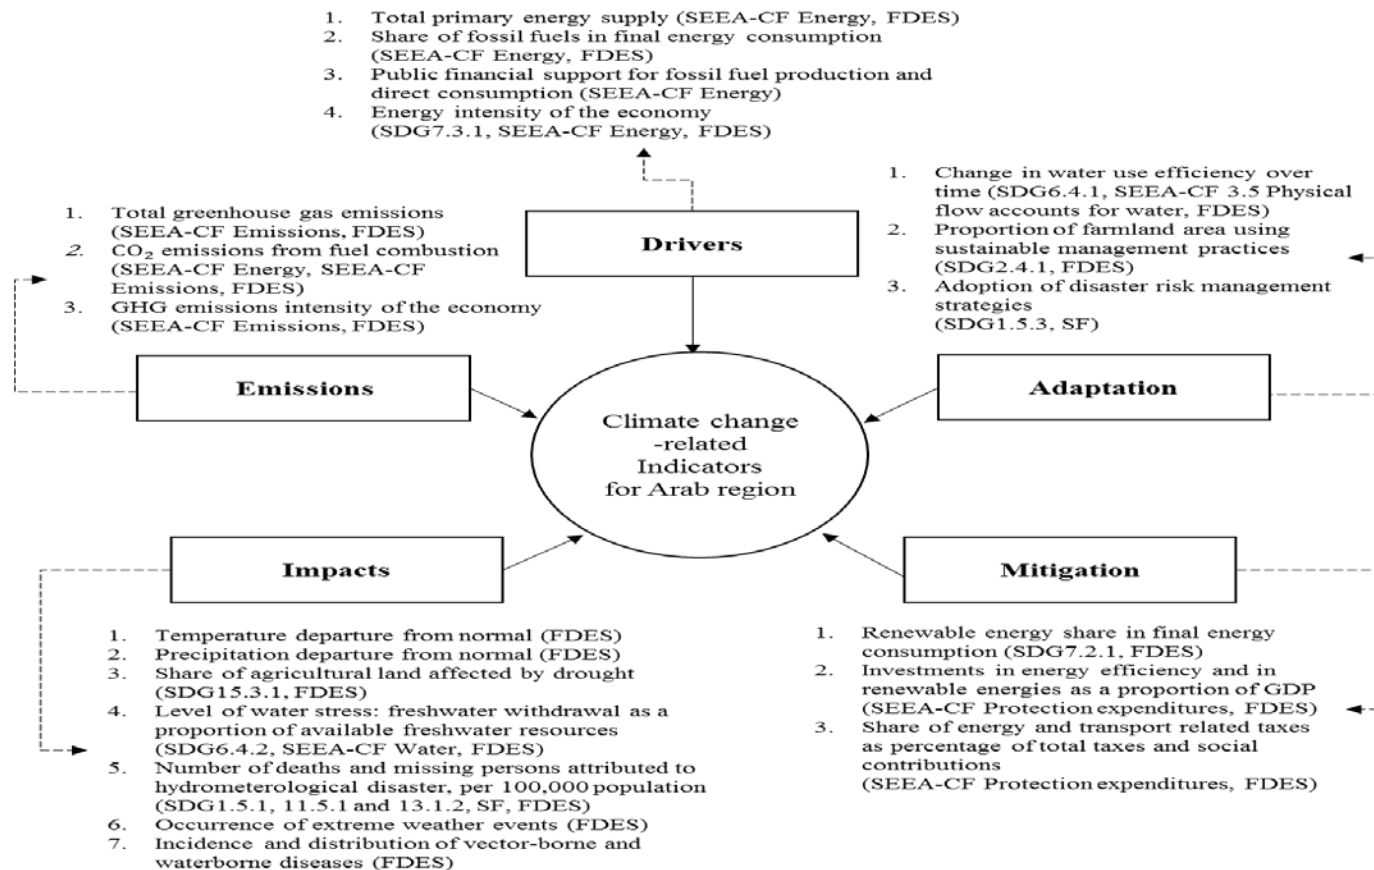 1. Total primary energy supply (SEEA-CF Energy, FDES)
2. Share of fossil fuels in final energy consumption
(SEEA-CF Energy, FDES)
3. Public financial support for fossil fuel production and
direct consumption (SEEA-CF Energy)
4. Energy intensity of the economy
(SDG7.3.1, SEEA-CF Energy, FDES)
Drivers
1. Total greenhouse gas emissions
(SEEA-CF Emissions, FDES)
2. CO₂ emissions from fuel combustion
(SEEA-CF Energy, SEEA-CF
Emissions, FDES)
3. GHG emissions intensity of the economy
(SEEA-CF Emissions, FDES)
Emissions
1. Change in water use efficiency over
time (SDG6.4.1, SEEA-CF 3.5 Physical
flow accounts for water, FDES)
2. Proportion of farmland area using
sustainable management practices
(SDG2.4.1, FDES)
3. Adoption of disaster risk management
strategies
(SDG1.5.3, SF)
Adaptation
Climate change
-related
Indicators
for Arab region
Impacts
1. Temperature departure from normal (FDES)
2. Precipitation departure from normal (FDES)
3. Share of agricultural land affected by drought
(SDG15.3.1, FDES)
4. Level of water stress: freshwater withdrawal as a
proportion of available freshwater resources
(SDG6.4.2, SEEA-CF Water, FDES)
5. Number of deaths and missing persons attributed to
hydrometerological disaster, per 100,000 population
(SDG1.5.1, 11.5.1 and 13.1.2, SF, FDES)
6. Occurrence of extreme weather events (FDES)
7. Incidence and distribution of vector-borne and
waterborne diseases (FDES)
Mitigation
1. Renewable energy share in final energy
consumption (SDG7.2.1, FDES)
2. Investments in energy efficiency and in
renewable energies as a proportion of GDP
(SEEA-CF Protection expenditures, FDES)
3. Share of energy and transport related taxes
as percentage of total taxes and social
contributions
(SEEA-CF Protection expenditures, FDES)